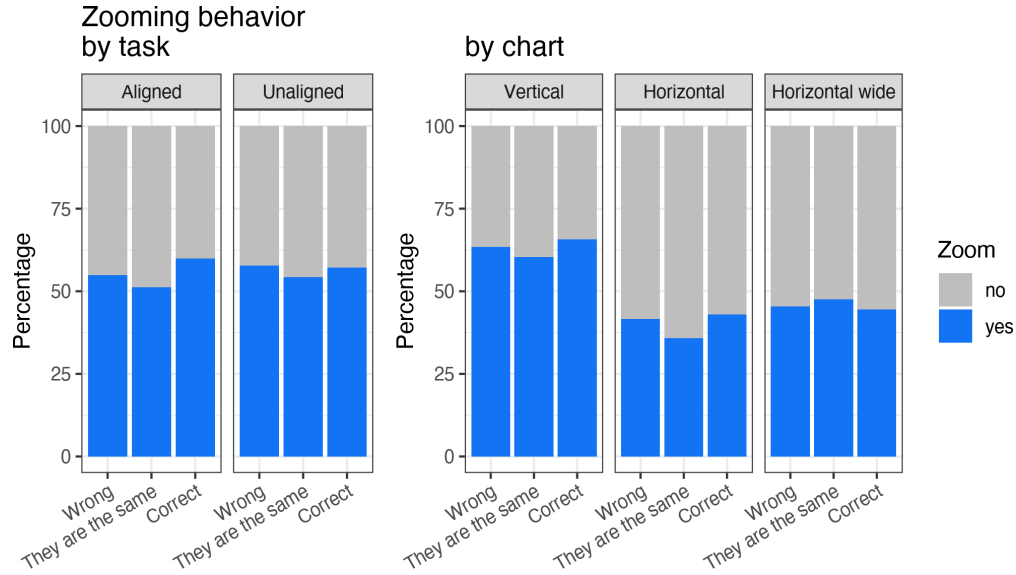 Zooming behavior
by task
by chart
Aligned
Unaligned
Vertical
Horizontal
Horizontal wide
Percentage
100
75
50
25
0
Wrong
They are the same
Correct
Wrong
They are the same
Correct
Percentage
100
75
50
25
0
Wrong
They are the same
Correct
Wrong
They are the same
Correct
Wrong
They are the same
Correct
Zoom
no
yes